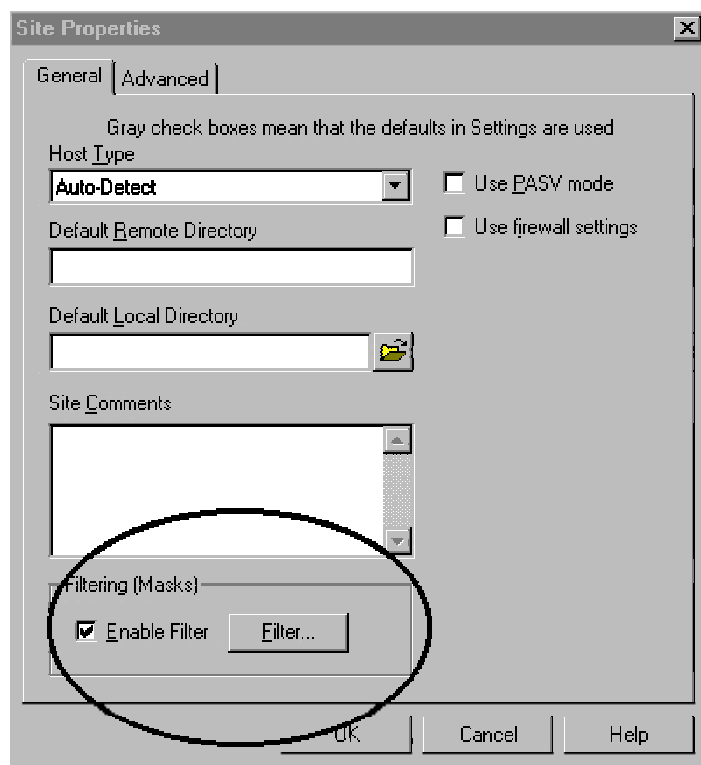 Site Properties
General
Advanced
Gray check boxes mean that the defaults in Settings are used
Host Type
Auto-Detect
Use PASV mode
Default Remote Directory
Use firewall settings
Default Local Directory
Site Comments
Filtering (Masks)
Enable Filter
Filter...
OK
Cancel
Help